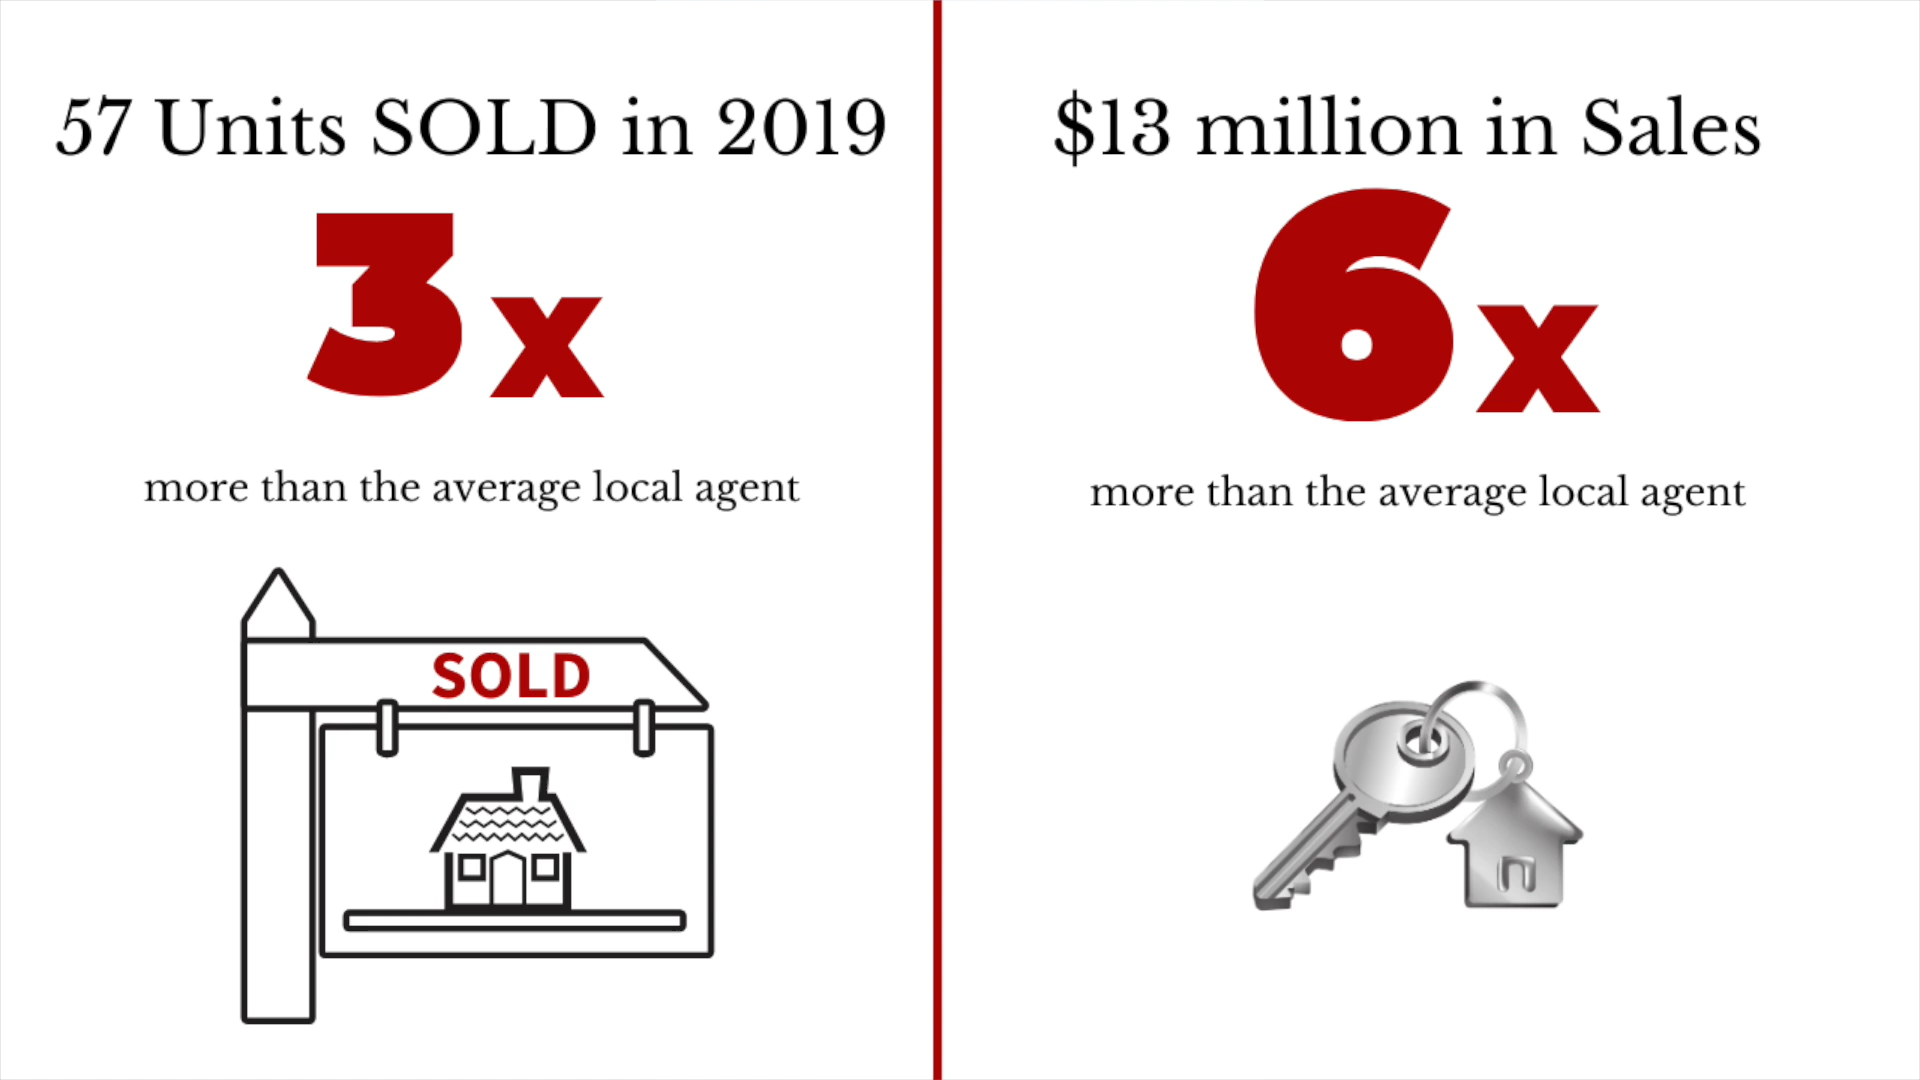 57 Units SOLD in 2019
3x
more than the average local agent
SOLD
$13 million in Sales
6x
more than the average local agent